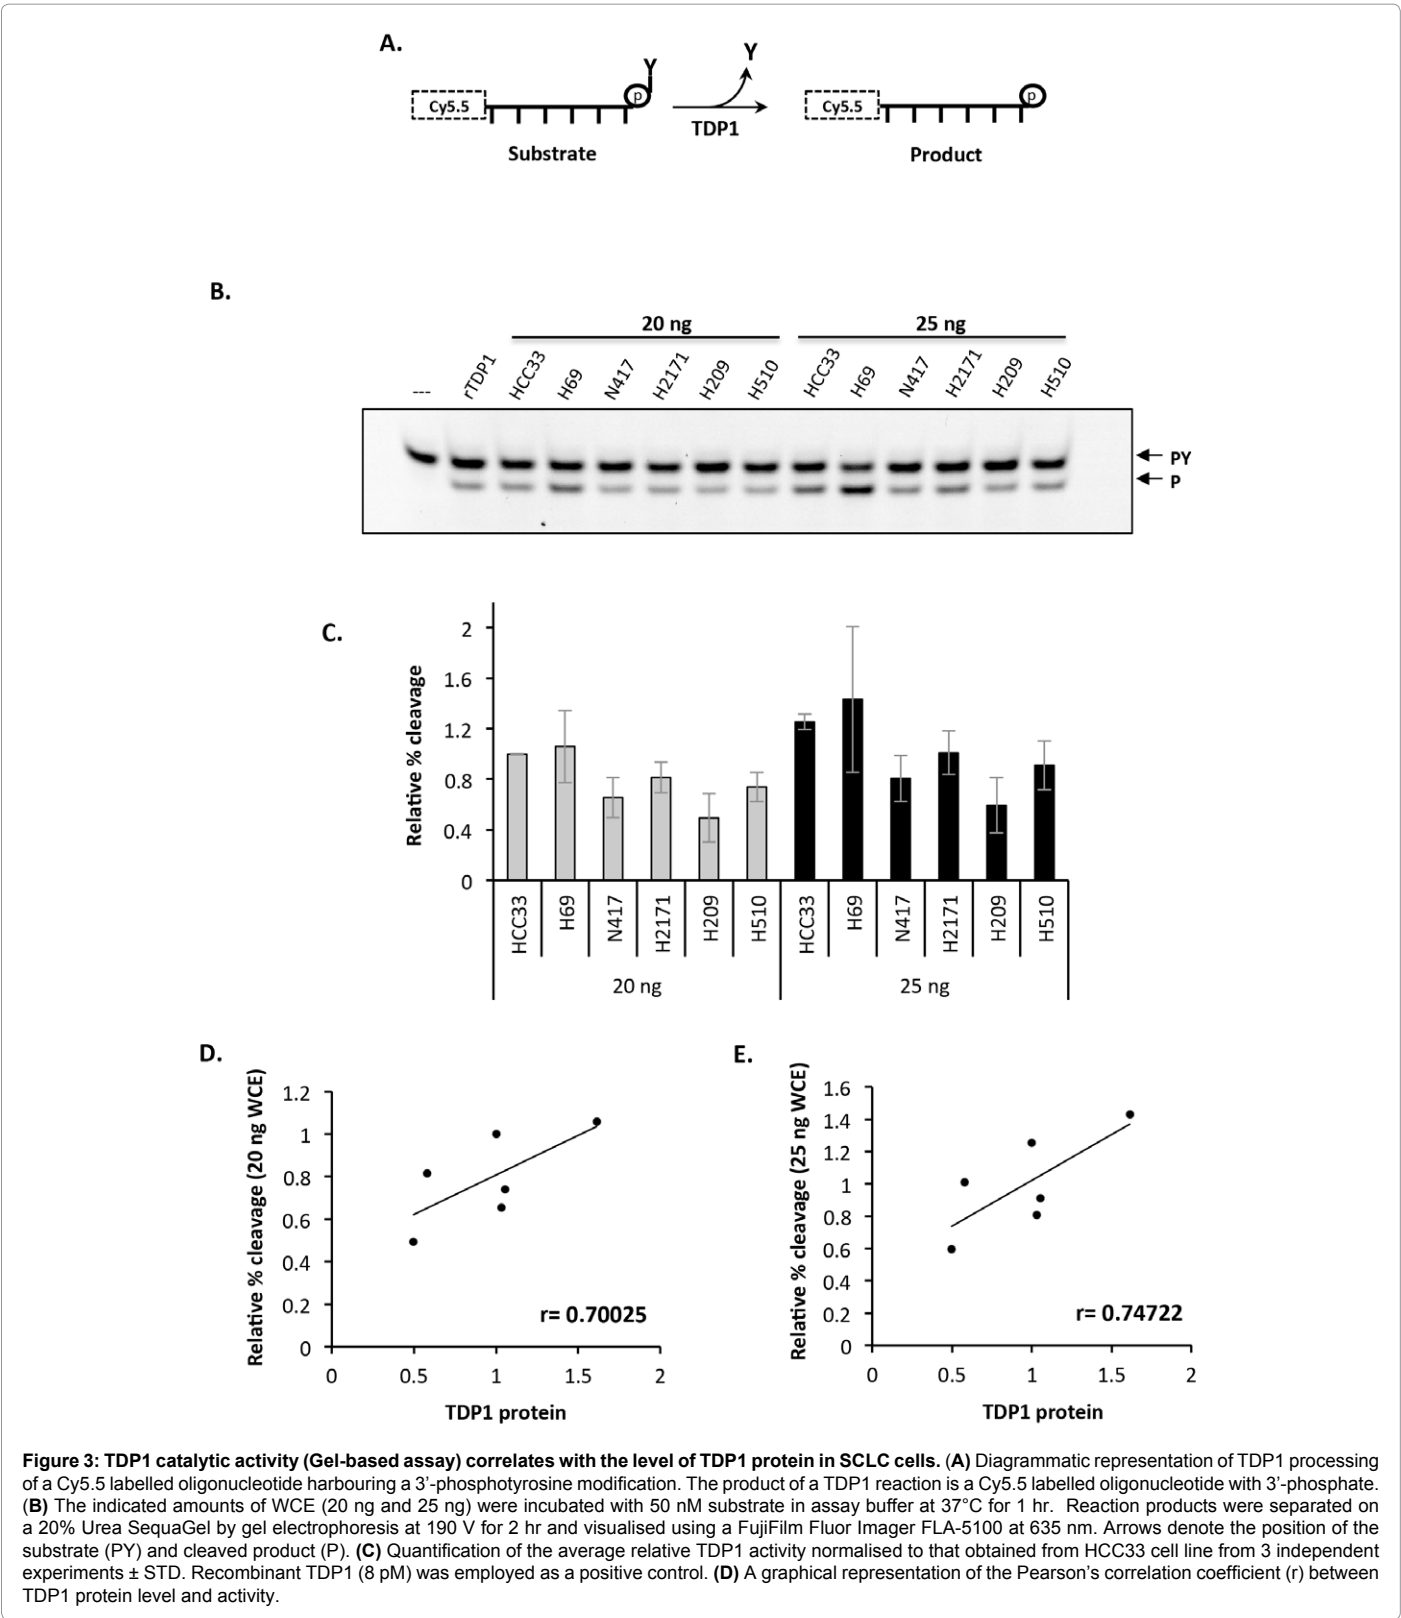 A.
Y
Y
Cy5.5
p
TDP1
Cy5.5
p
Substrate
Product
B.
20 ng
25 ng
---
rTDP1
HCC33
H69
N417
H2171
H209
H510
HCC33
H69
N417
H2171
H209
H510
PY
P
C.
Relative % cleavage
2
1.6
1.2
0.8
0.4
0
HCC33
H69
N417
H2171
H209
H510
HCC33
H69
N417
H2171
H209
H510
20 ng
25 ng
D.
Relative % cleavage (20 ng WCE)
1.2
1
0.8
0.6
0.4
0.2
0
r= 0.70025
0
0.5
1
1.5
2
TDP1 protein
E.
Relative % cleavage (25 ng WCE)
1.6
1.4
1.2
1
0.8
0.6
0.4
0.2
0
r= 0.74722
0
0.5
1
1.5
2
TDP1 protein
Figure 3: TDP1 catalytic activity (Gel-based assay) correlates with the level of TDP1 protein in SCLC cells. (A) Diagrammatic representation of TDP1 processing
of a Cy5.5 labelled oligonucleotide harbouring a 3’-phosphotyrosine modification. The product of a TDP1 reaction is a Cy5.5 labelled oligonucleotide with 3’-phosphate.
(B) The indicated amounts of WCE (20 ng and 25 ng) were incubated with 50 nM substrate in assay buffer at 37°C for 1 hr. Reaction products were separated on
a 20% Urea SequaGel by gel electrophoresis at 190 V for 2 hr and visualised using a FujiFilm Fluor Imager FLA-5100 at 635 nm. Arrows denote the position of the
substrate (PY) and cleaved product (P). (C) Quantification of the average relative TDP1 activity normalised to that obtained from HCC33 cell line from 3 independent
experiments ± STD. Recombinant TDP1 (8 pM) was employed as a positive control. (D) A graphical representation of the Pearson’s correlation coefficient (r) between
TDP1 protein level and activity.